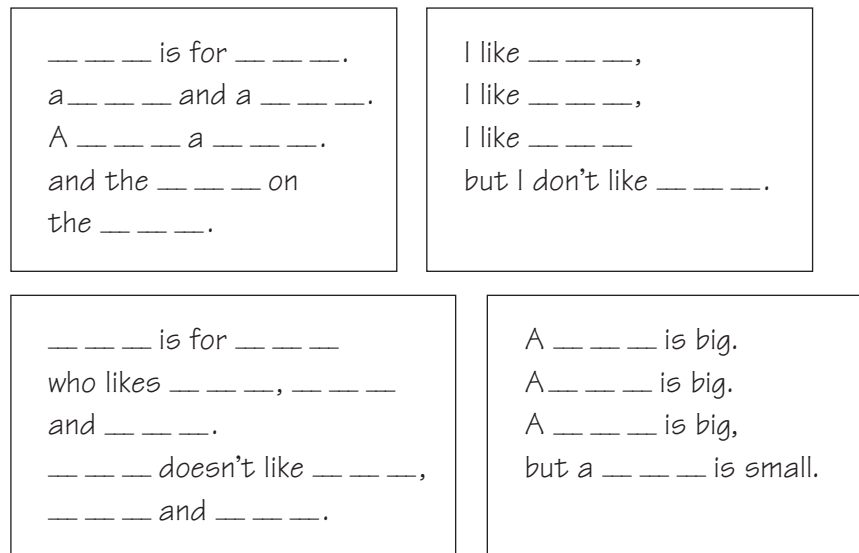 __ __ __ is for __ __ __.
a__ __ __ and a __ __ __.
A __ __ __ a __ __ __.
and the __ __ __ on
the __ __ __.
I like __ __ __,
I like __ __ __,
I like __ __ __
but I don't like __ __ __.
__ __ __ is for __ __ __
who likes __ __ __, __ __ __
and __ __ __.
__ __ __ doesn't like __ __ __,
__ __ __ and __ __ __.
A __ __ __ is big.
A__ __ __ is big.
A __ __ __ is big,
but a __ __ __ is small.